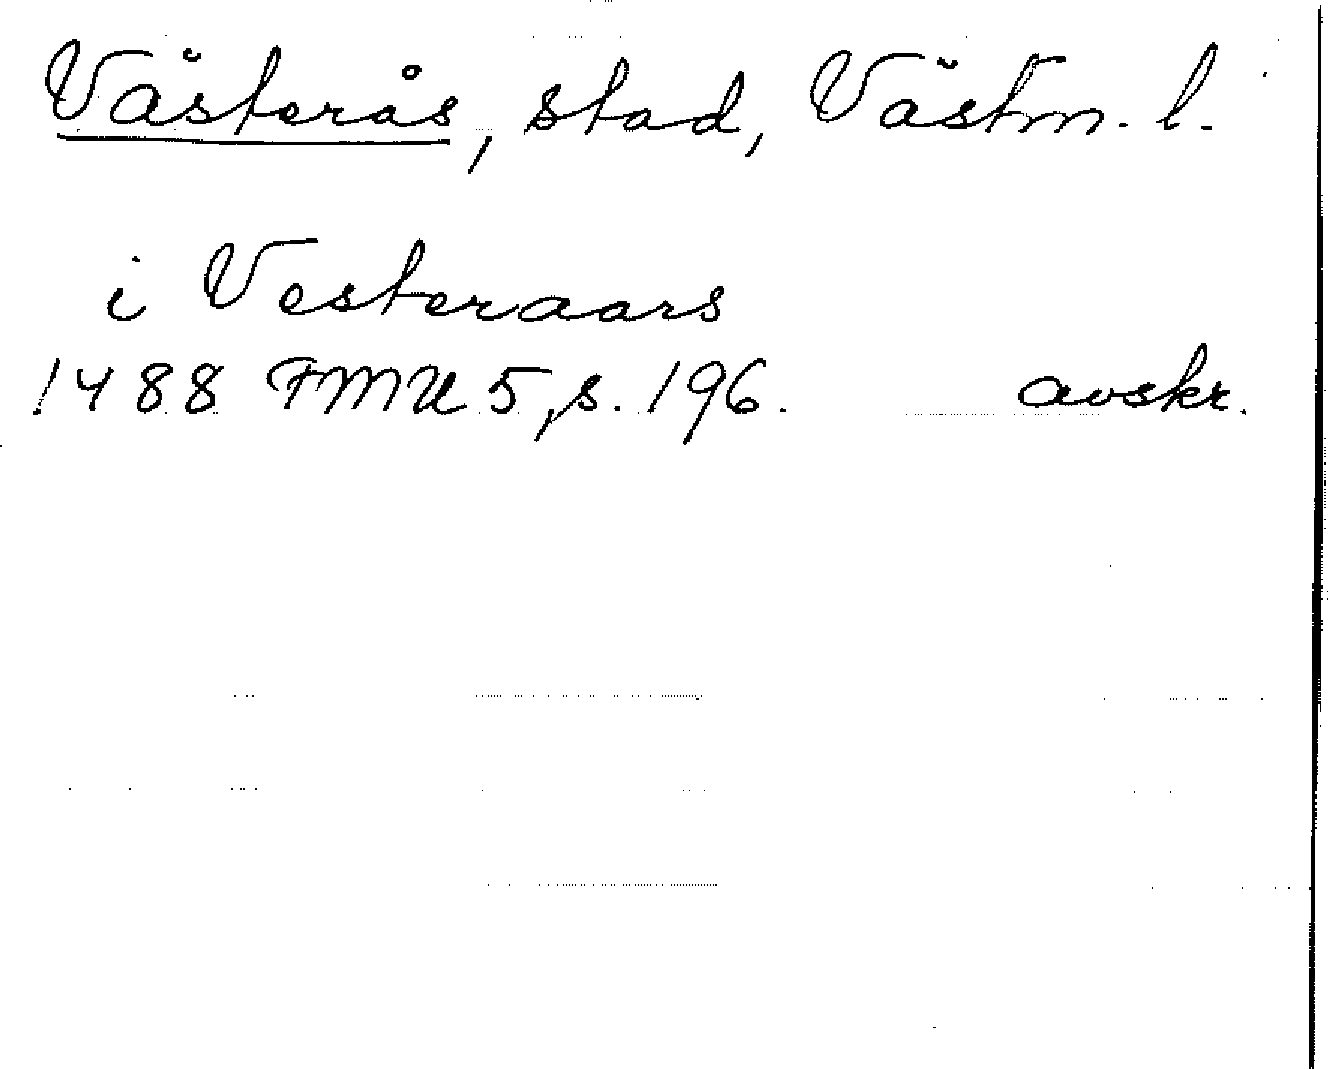 Västerås, stad, Västm. l.
i Vesteraars
1488 FMU 5, s. 196. avskr.